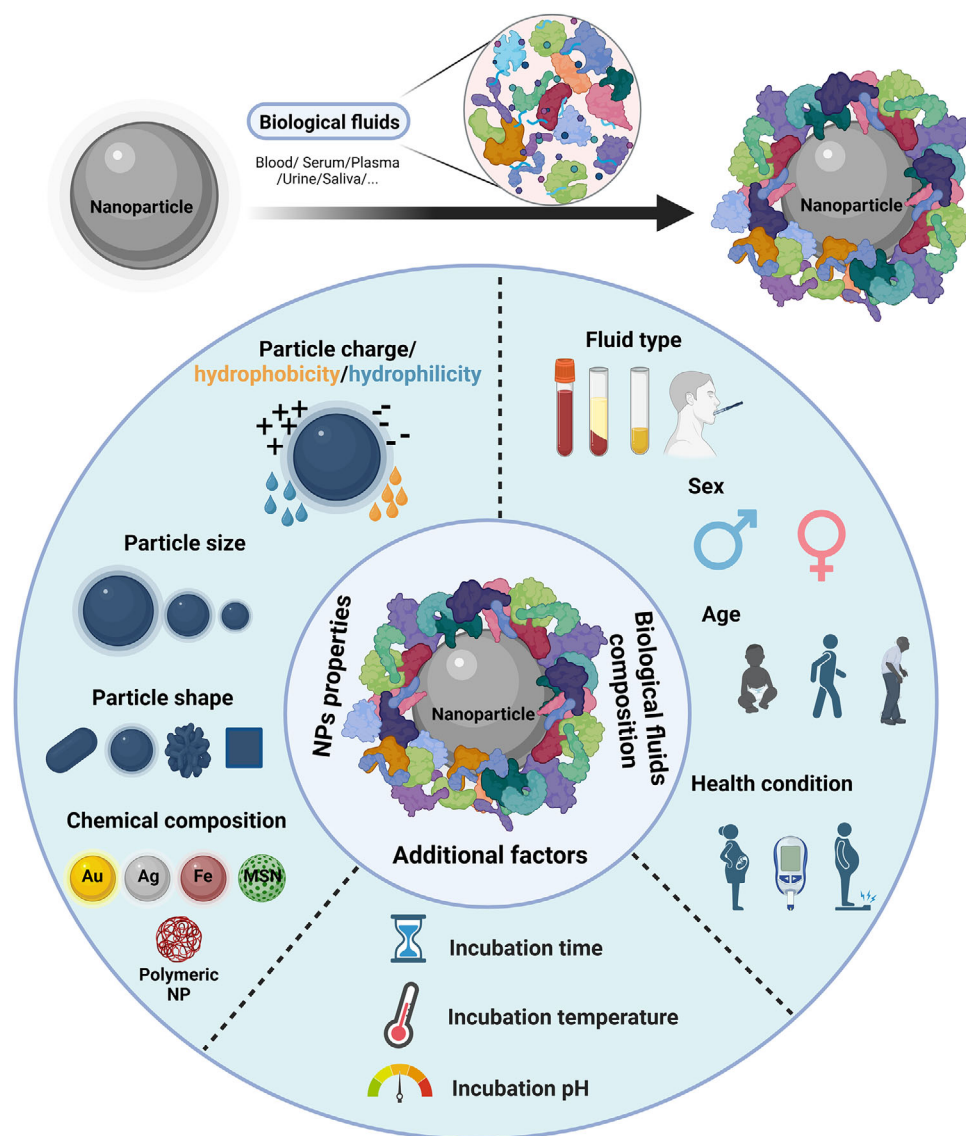 Nanoparticle
Biological fluids
Blood/ Serum/Plasma
/Urine/Saliva/...
Nanoparticle
Particle charge/
hydrophobicity/hydrophilicity
++
++
+
+
--
-
-
Particle size
Particle shape
Chemical composition
Au
Ag
Fe
MSN
Polymeric
NP
Fluid type
Sex
Age
Health condition
NPs properties
Nanoparticle
Biological fluids
composition
Additional factors
Incubation time
Incubation temperature
Incubation pH